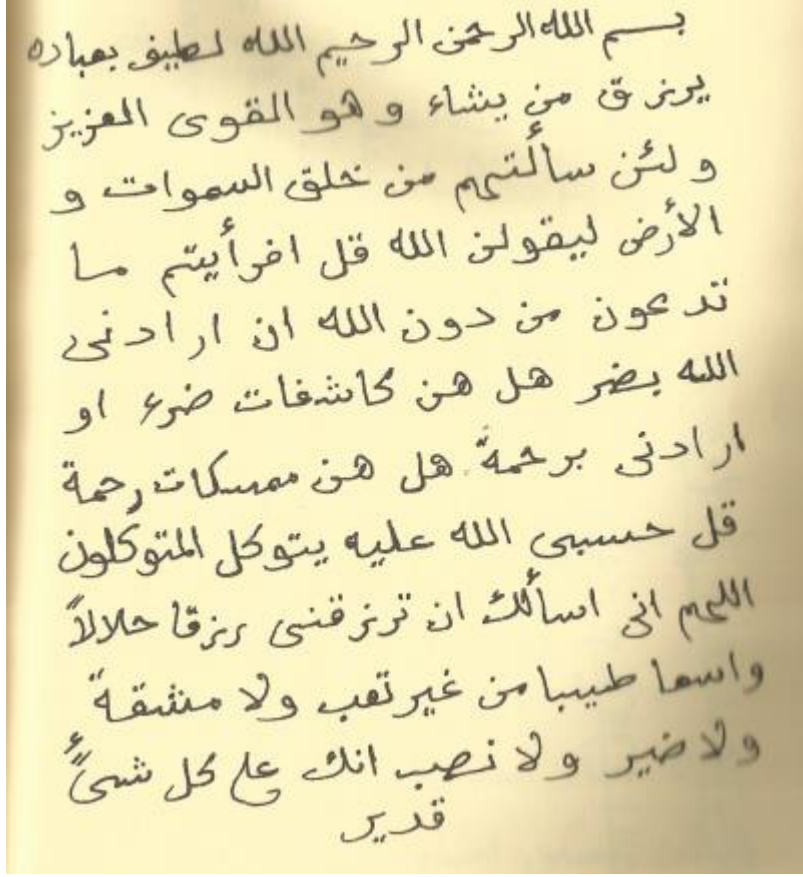 بسم الله الرحمن الرحيم الله لطيف بعباده
يرزق من يشاء و هو القوى العزيز
و لئن سألتهم من خلق السموات و
الأرض ليقولن الله قل افرأيتم ما
تدعون من دون الله ان ارادنى
الله بضر هل هن كاشفات ضره او
ارادنى برحمة هل هن ممسكات رحمة
قل حسبى الله عليه يتوكل المتوكلون
اللهم انى اسألك ان ترزقنى رزقا حلالاً
واسعا طيبا من غير تعب ولا مشقةً
ولا ضير ولا نصب انك على كل شىءٍ
قدير